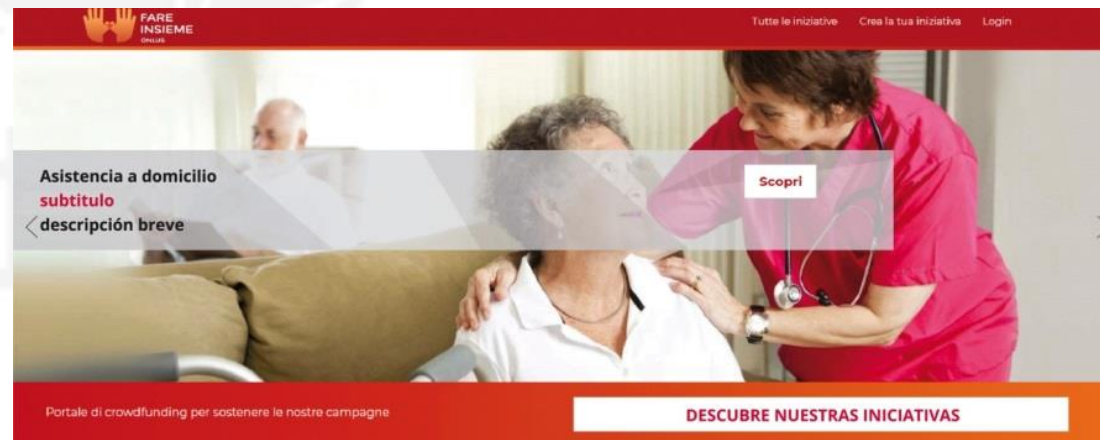 FARE
INSIEME
ONLUS
Tutte le iniziative Crea la tua iniziativa Login
Asistencia a domicilio
subtitulo
descripción breve
Scopri
Portale di crowdfunding per sostenere le nostre campagne
DESCUBRE NUESTRAS INICIATIVAS